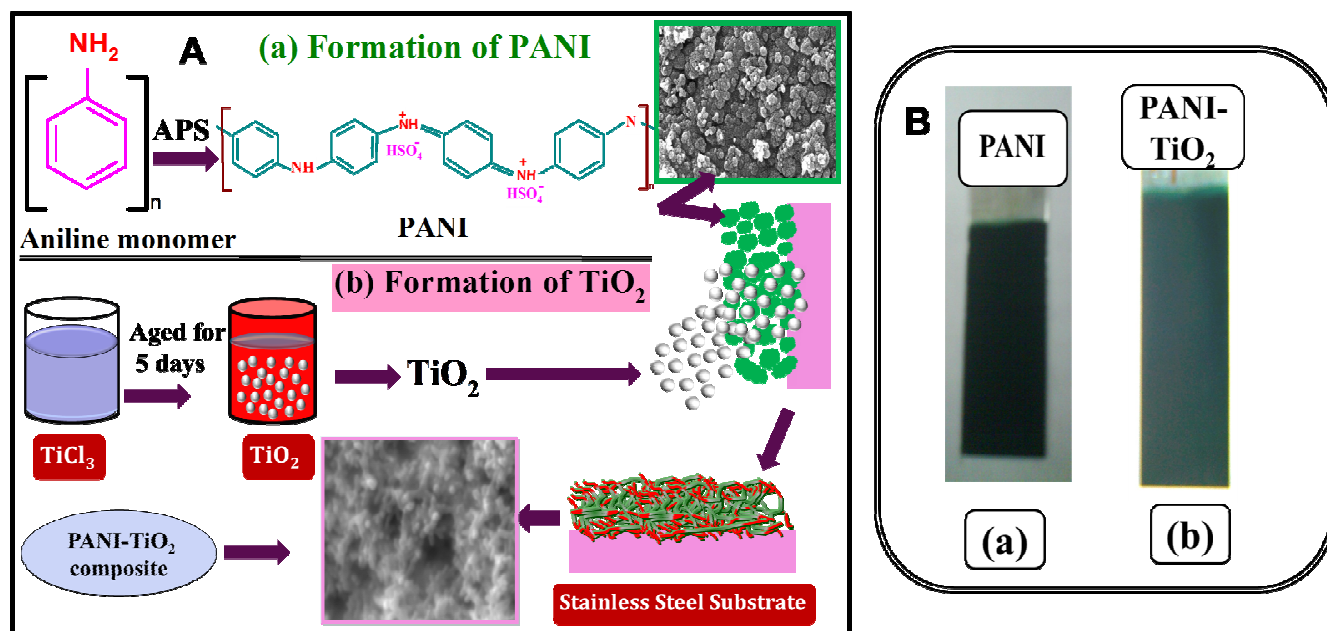 NH₂
A
(a) Formation of PANI
n
APS
NH
+
NH
HSO₄⁻
+
NH
HSO₄⁻
N
n
Aniline monomer
PANI
(b) Formation of TiO₂
Aged for
5 days
TiO₂
TiCl₃
TiO₂
PANI-TiO₂
composite
Stainless Steel Substrate
B
PANI
PANI-
TiO₂
(a)
(b)